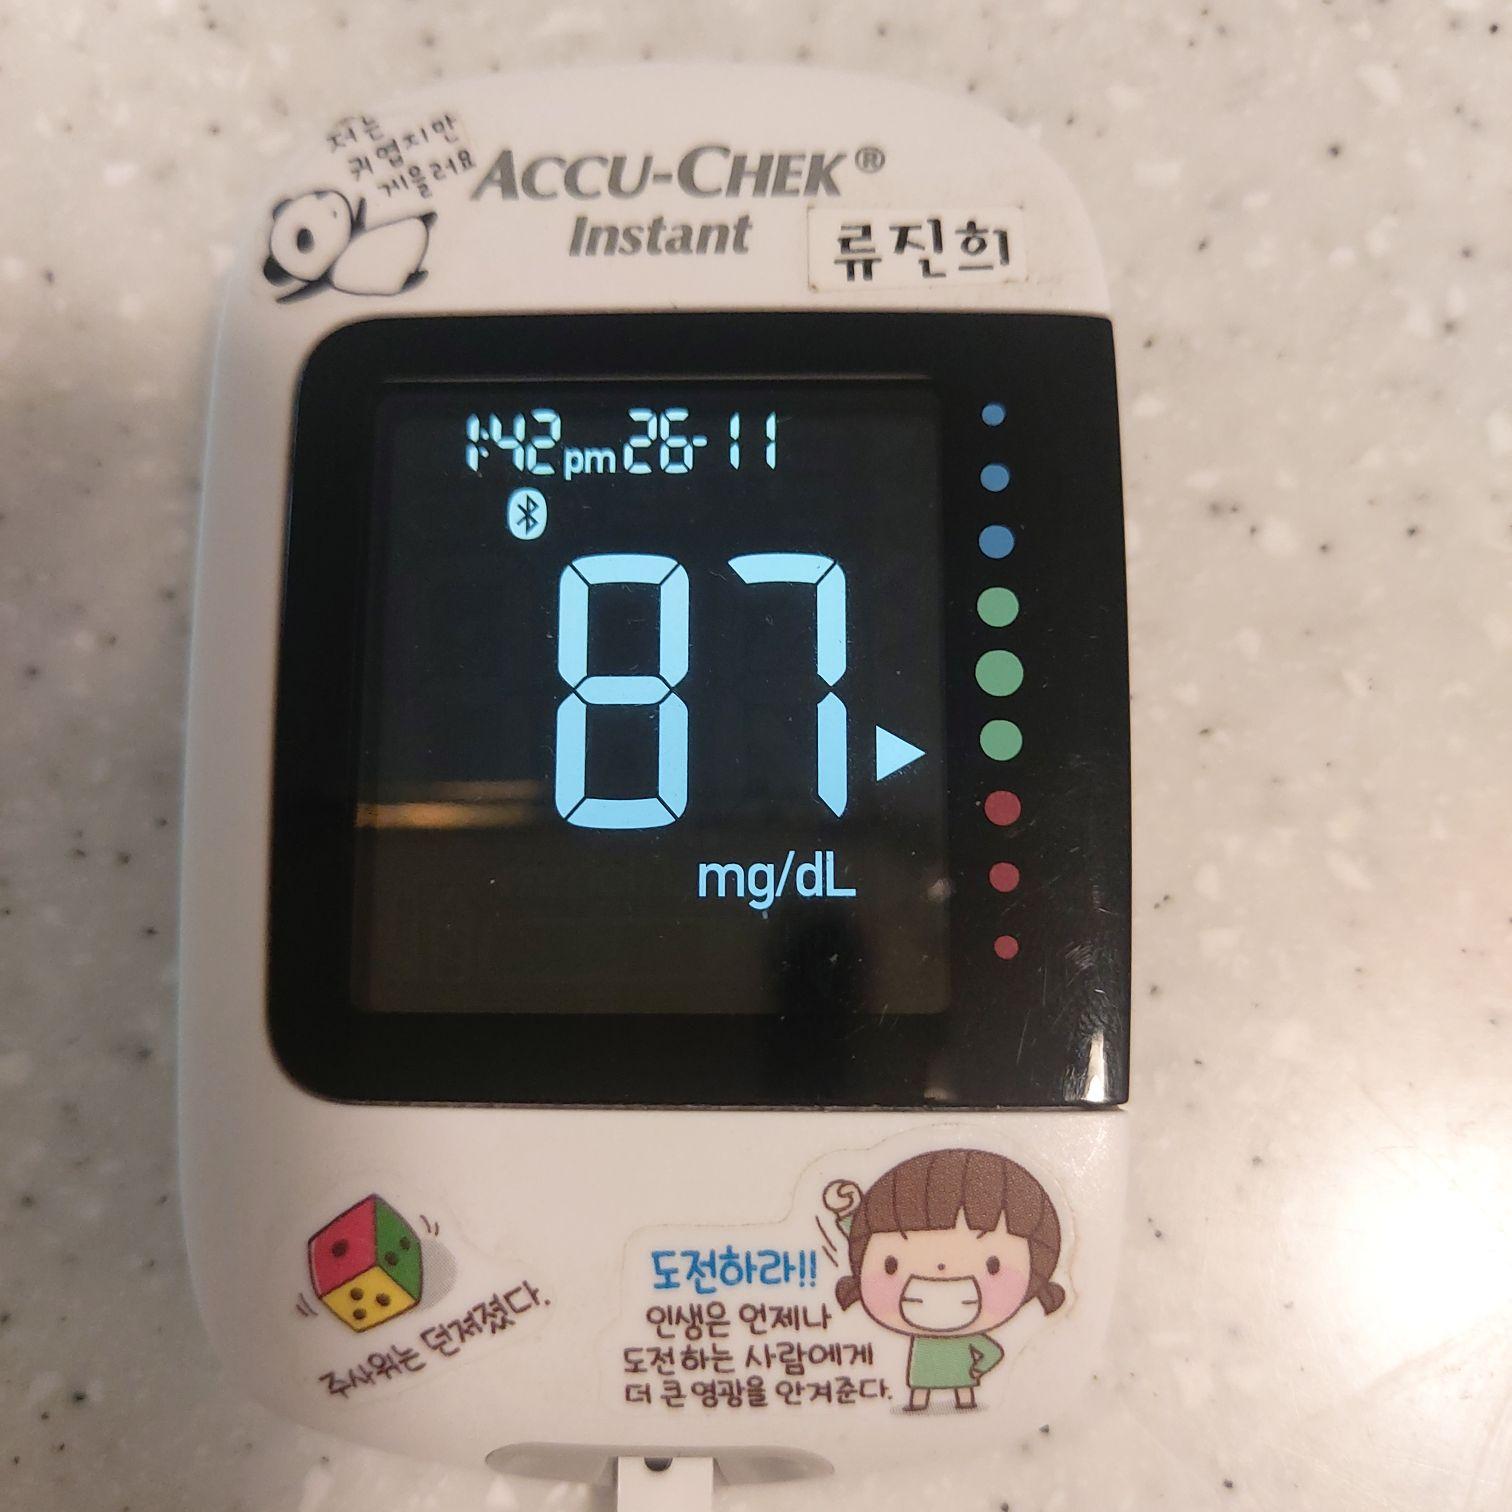 저는
귀엽지만
게을러요
ACCU-CHEK®
Instant
류진희
1:42 pm 26-11
87
mg/dL
주사위는 던져졌다.
도전하라!!
인생은 언제나
도전하는 사람에게
더 큰 영광을 안겨준다.